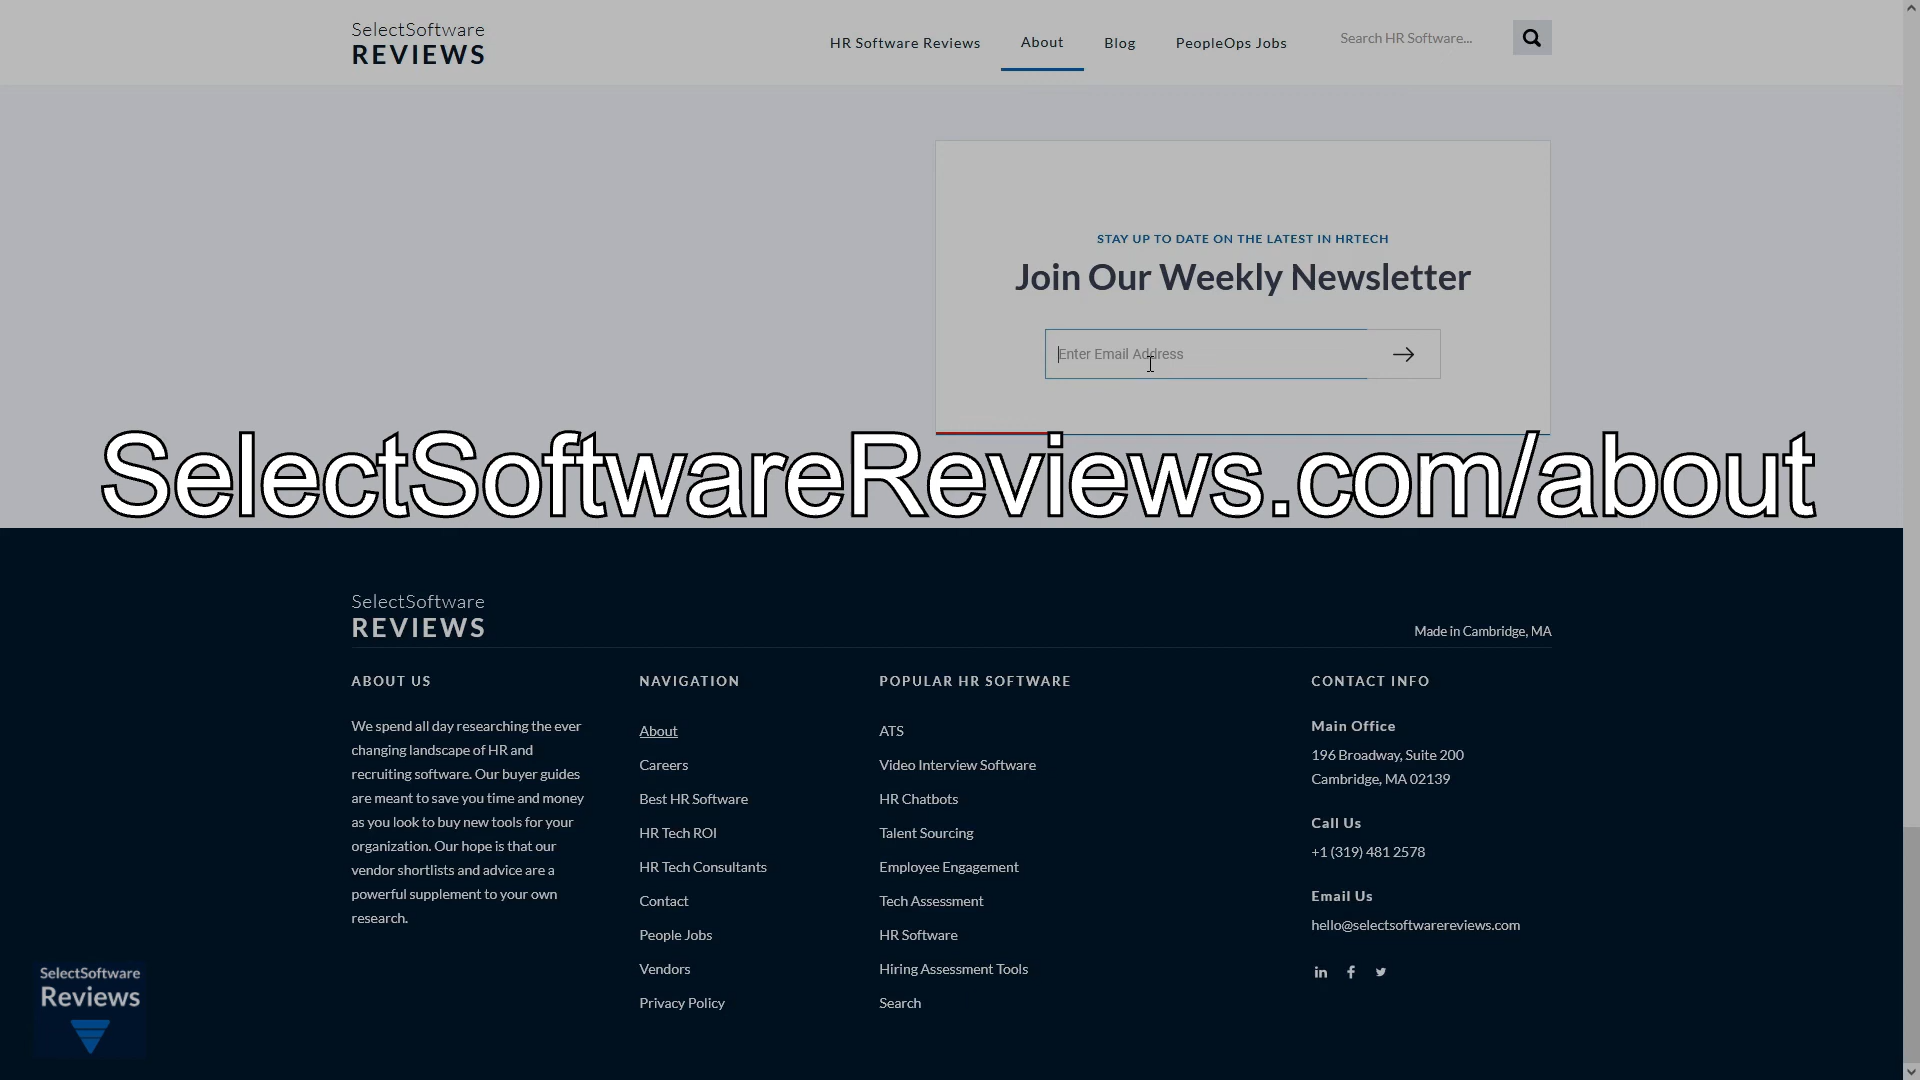 SelectSoftware
REVIEWS
HR Software Reviews
About
Blog
PeopleOps Jobs
Search HR Software...
STAY UP TO DATE ON THE LATEST IN HRTECH
Join Our Weekly Newsletter
Enter Email Address
SelectSoftwareReviews.com/about
SelectSoftware
REVIEWS
Made in Cambridge, MA
ABOUT US
We spend all day researching the ever
changing landscape of HR and
recruiting software. Our buyer guides
are meant to save you time and money
as you look to buy new tools for your
organization. Our hope is that our
vendor shortlists and advice are a
powerful supplement to your own
research.
NAVIGATION
About
Careers
Best HR Software
HR Tech ROI
HR Tech Consultants
Contact
People Jobs
Vendors
Privacy Policy
POPULAR HR SOFTWARE
ATS
Video Interview Software
HR Chatbots
Talent Sourcing
Employee Engagement
Tech Assessment
HR Software
Hiring Assessment Tools
Search
CONTACT INFO
Main Office
196 Broadway, Suite 200
Cambridge, MA 02139
Call Us
+1 (319) 481 2578
Email Us
hello@selectsoftwarereviews.com
SelectSoftware
Reviews